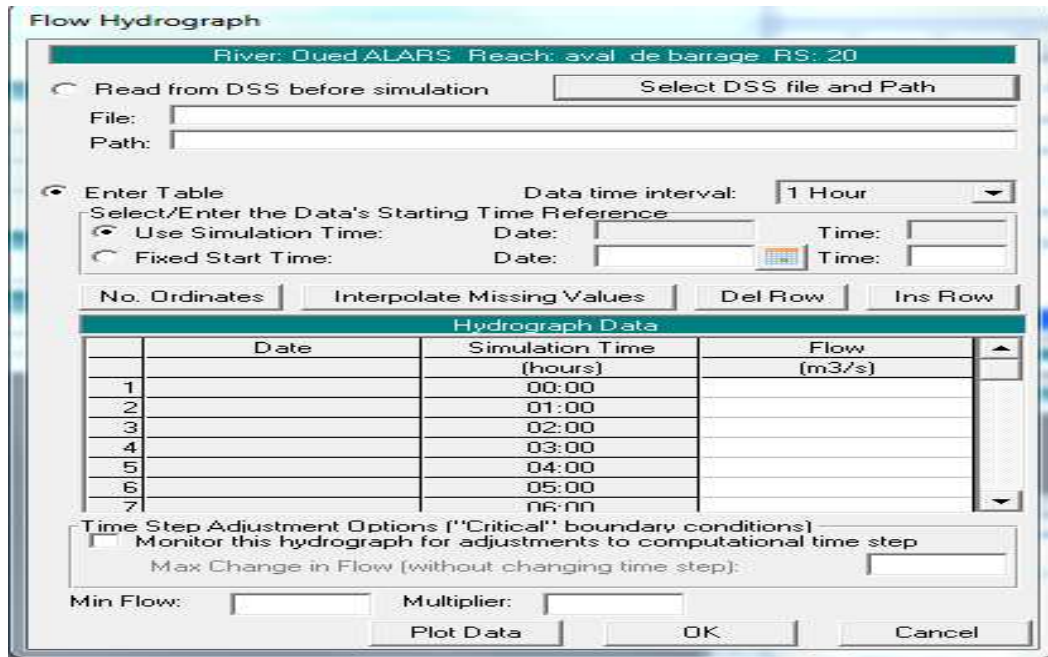 Flow Hydrograph
River: Oued ALARS Reach: aval de barrage RS: 20
Read from DSS before simulation Select DSS file and Path
File:
Path:
Enter Table Data time interval: 1 Hour
Select/Enter the Data's Starting Time Reference
Use Simulation Time: Date: Time:
Fixed Start Time: Date: Time:
No. Ordinates Interpolate Missing Values Del Row Ins Row
Hydrograph Data
Date Simulation Time Flow
(hours) (m3/s)
1 00:00
2 01:00
3 02:00
4 03:00
5 04:00
6 05:00
7 06:00
Time Step Adjustment Options ("Critical" boundary conditions)
Monitor this hydrograph for adjustments to computational time step
Max Change in Flow (without changing time step):
Min Flow: Multiplier:
Plot Data OK Cancel